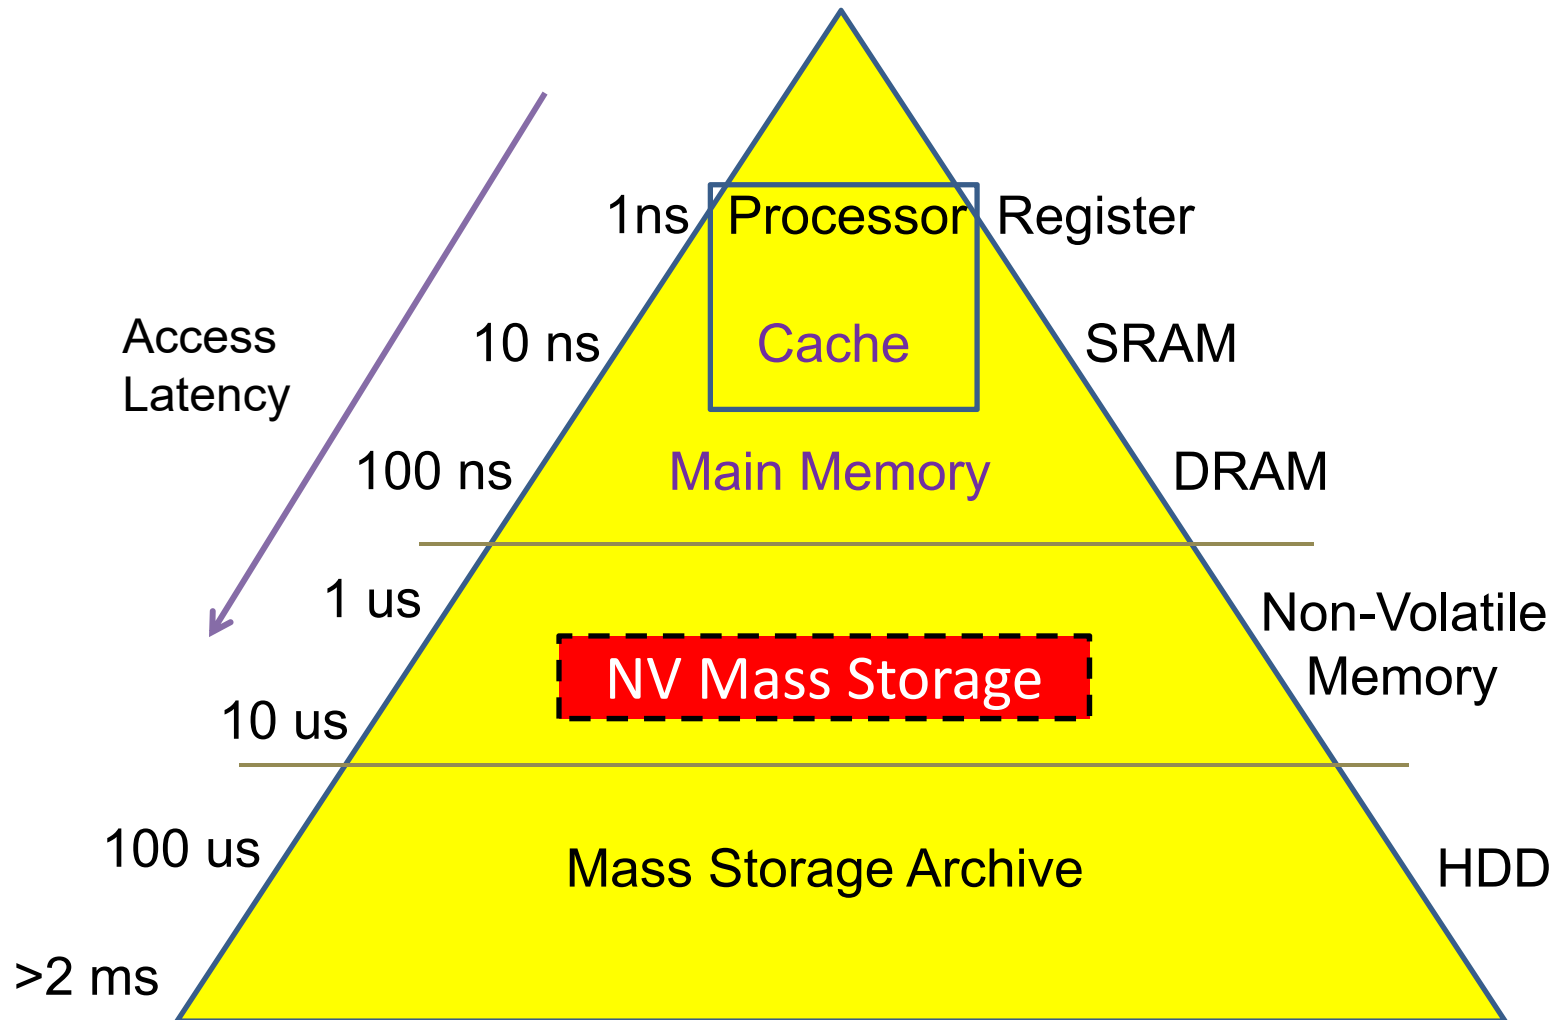 1ns Processor Register
Access
Latency
10 ns Cache SRAM
100 ns Main Memory DRAM
1 us
Non-Volatile
Memory
NV Mass Storage
10 us
100 us Mass Storage Archive HDD
>2 ms